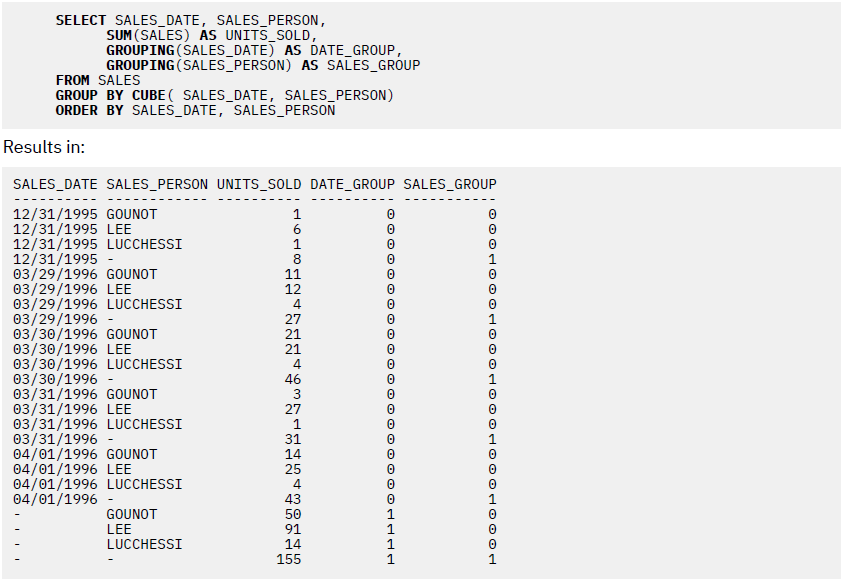 SELECT SALES_DATE, SALES_PERSON,
SUM(SALES) AS UNITS_SOLD,
GROUPING(SALES_DATE) AS DATE_GROUP,
GROUPING(SALES_PERSON) AS SALES_GROUP
FROM SALES
GROUP BY CUBE( SALES_DATE, SALES_PERSON)
ORDER BY SALES_DATE, SALES_PERSON
Results in:
SALES_DATE SALES_PERSON UNITS_SOLD DATE_GROUP SALES_GROUP
---------- ------------ ---------- ---------- -----------
12/31/1995 GOUNOT 1 0 0
12/31/1995 LEE 6 0 0
12/31/1995 LUCCHESSI 1 0 0
12/31/1995 - 8 0 1
03/29/1996 GOUNOT 11 0 0
03/29/1996 LEE 12 0 0
03/29/1996 LUCCHESSI 4 0 0
03/29/1996 - 27 0 1
03/30/1996 GOUNOT 21 0 0
03/30/1996 LEE 21 0 0
03/30/1996 LUCCHESSI 4 0 0
03/30/1996 - 46 0 1
03/31/1996 GOUNOT 3 0 0
03/31/1996 LEE 27 0 0
03/31/1996 LUCCHESSI 1 0 0
03/31/1996 - 31 0 1
04/01/1996 GOUNOT 14 0 0
04/01/1996 LEE 25 0 0
04/01/1996 LUCCHESSI 4 0 0
04/01/1996 - 43 0 1
- GOUNOT 50 1 0
- LEE 91 1 0
- LUCCHESSI 14 1 0
- - 155 1 1